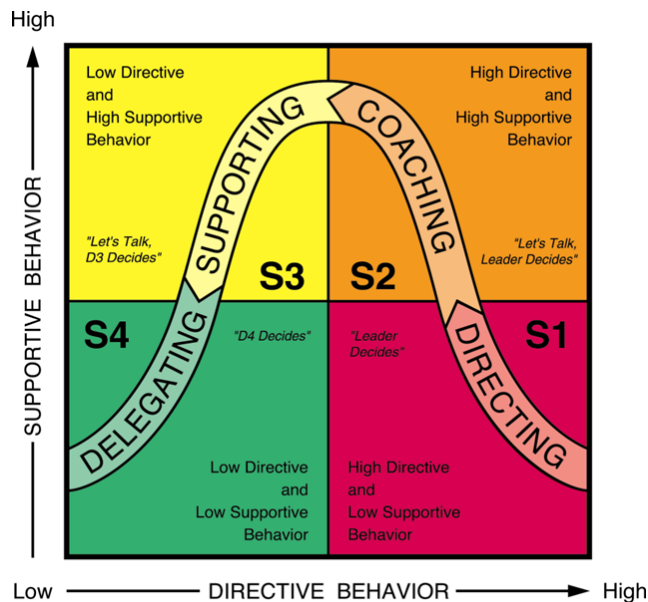 High
Low Directive
and
High Supportive
Behavior
High Directive
and
High Supportive
Behavior
SUPPORTING
COACHING
"Let's Talk,
D3 Decides"
"Let's Talk,
Leader Decides"
S3
S2
SUPPORTIVE BEHAVIOR
S4
"D4 Decides"
"Leader
Decides"
S1
DELEGATING
DIRECTING
Low Directive
and
Low Supportive
Behavior
High Directive
and
Low Supportive
Behavior
Low
DIRECTIVE BEHAVIOR
High